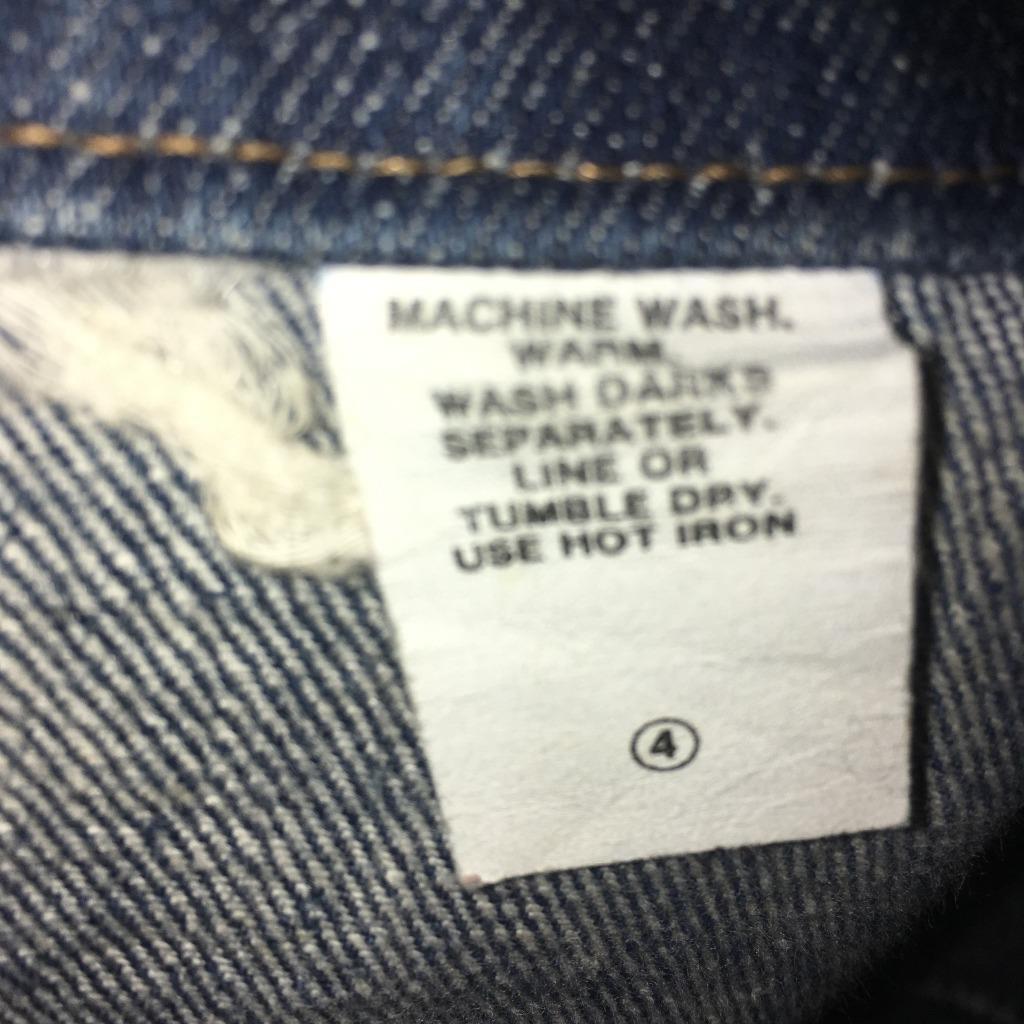 MACHINE WASH,
WARM
WASH DARKS
SEPARATELY.
LINE OR
TUMBLE DRY.
USE HOT IRON
4